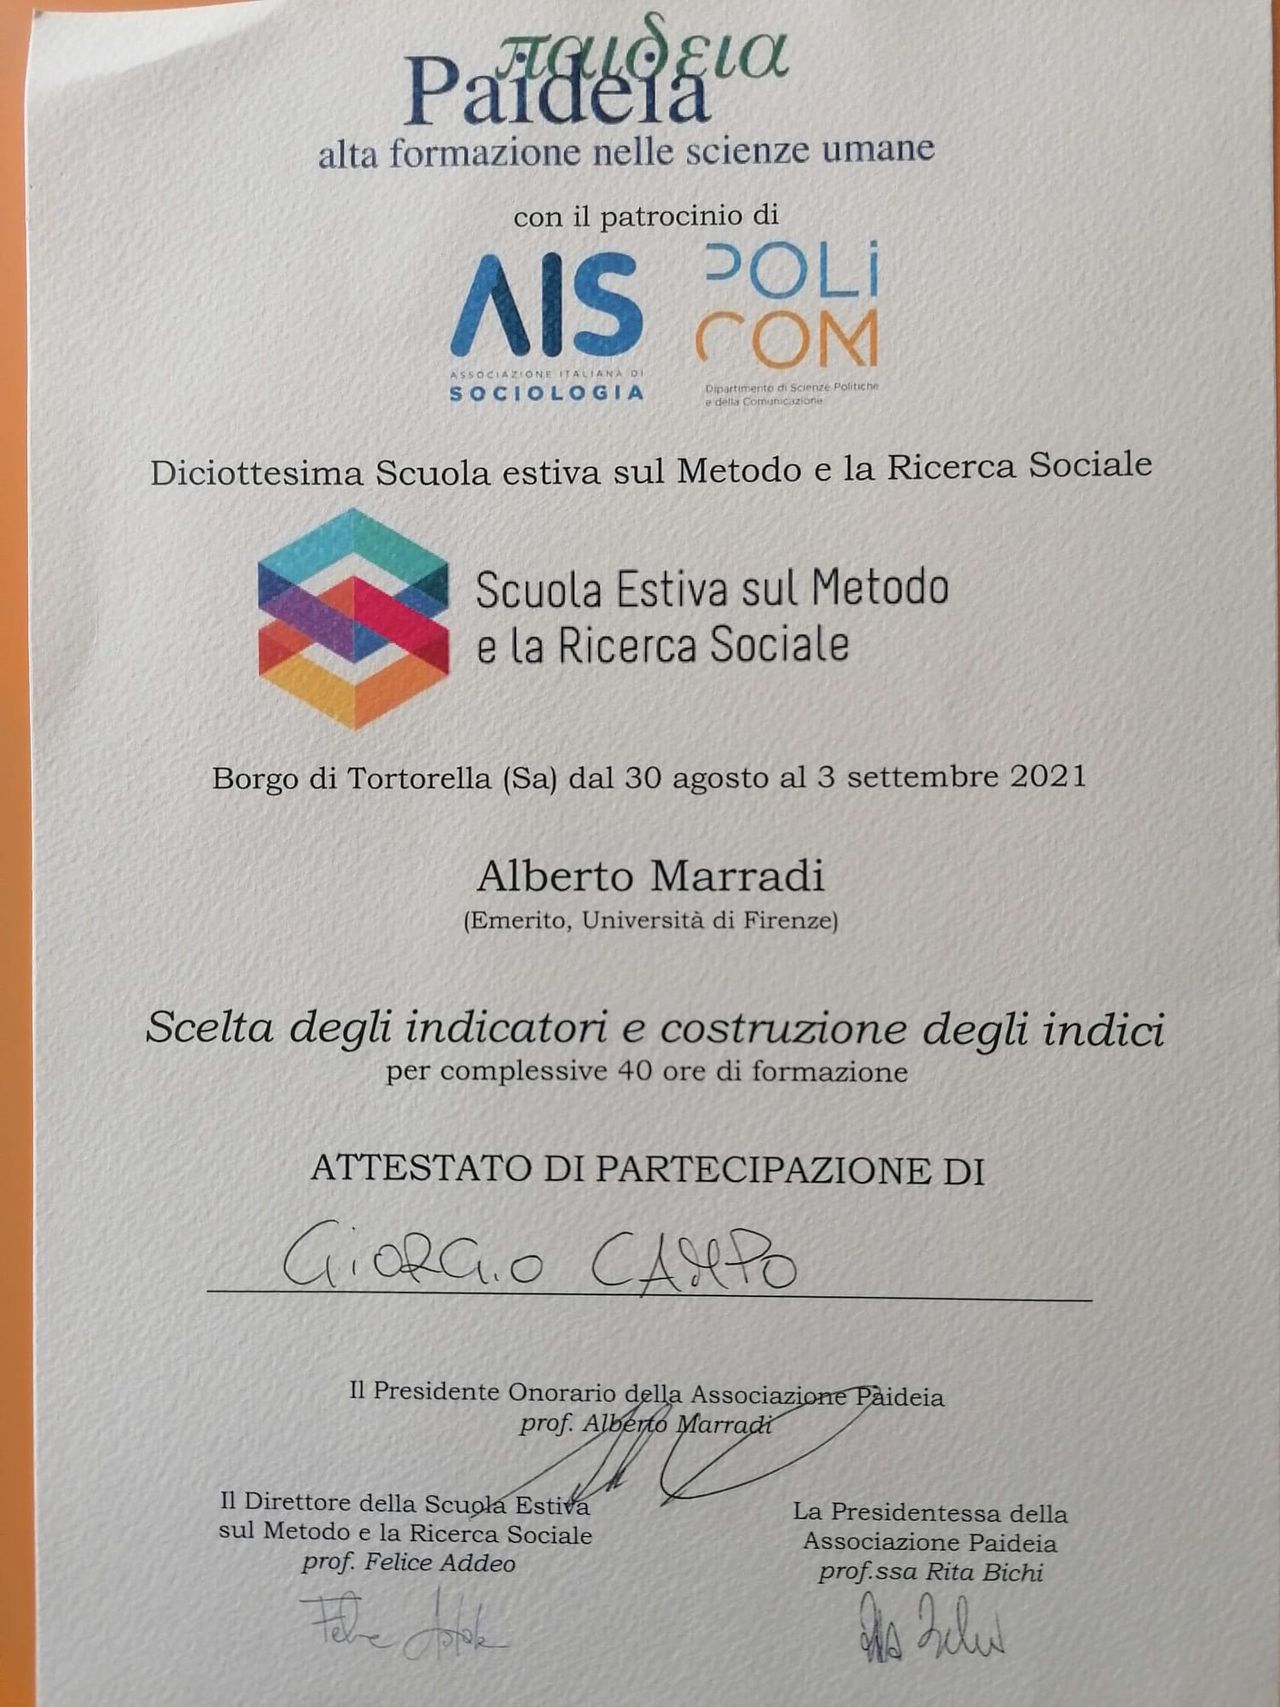 παιδεια
Paideia
alta formazione nelle scienze umane
con il patrocinio di
AIS
ASSOCIAZIONE ITALIANA DI
SOCIOLOGIA
POLi
COM
Dipartimento di Scienze Politiche
e della Comunicazione
Diciottesima Scuola estiva sul Metodo e la Ricerca Sociale
Scuola Estiva sul Metodo
e la Ricerca Sociale
Borgo di Tortorella (Sa) dal 30 agosto al 3 settembre 2021
Alberto Marradi
(Emerito, Università di Firenze)
Scelta degli indicatori e costruzione degli indici
per complessive 40 ore di formazione
ATTESTATO DI PARTECIPAZIONE DI
GIORGIO CAMPO
Il Presidente Onorario della Associazione Paideia
prof. Alberto Marradi
Il Direttore della Scuola Estiva
sul Metodo e la Ricerca Sociale
prof. Felice Addeo
La Presidentessa della
Associazione Paideia
prof.ssa Rita Bichi